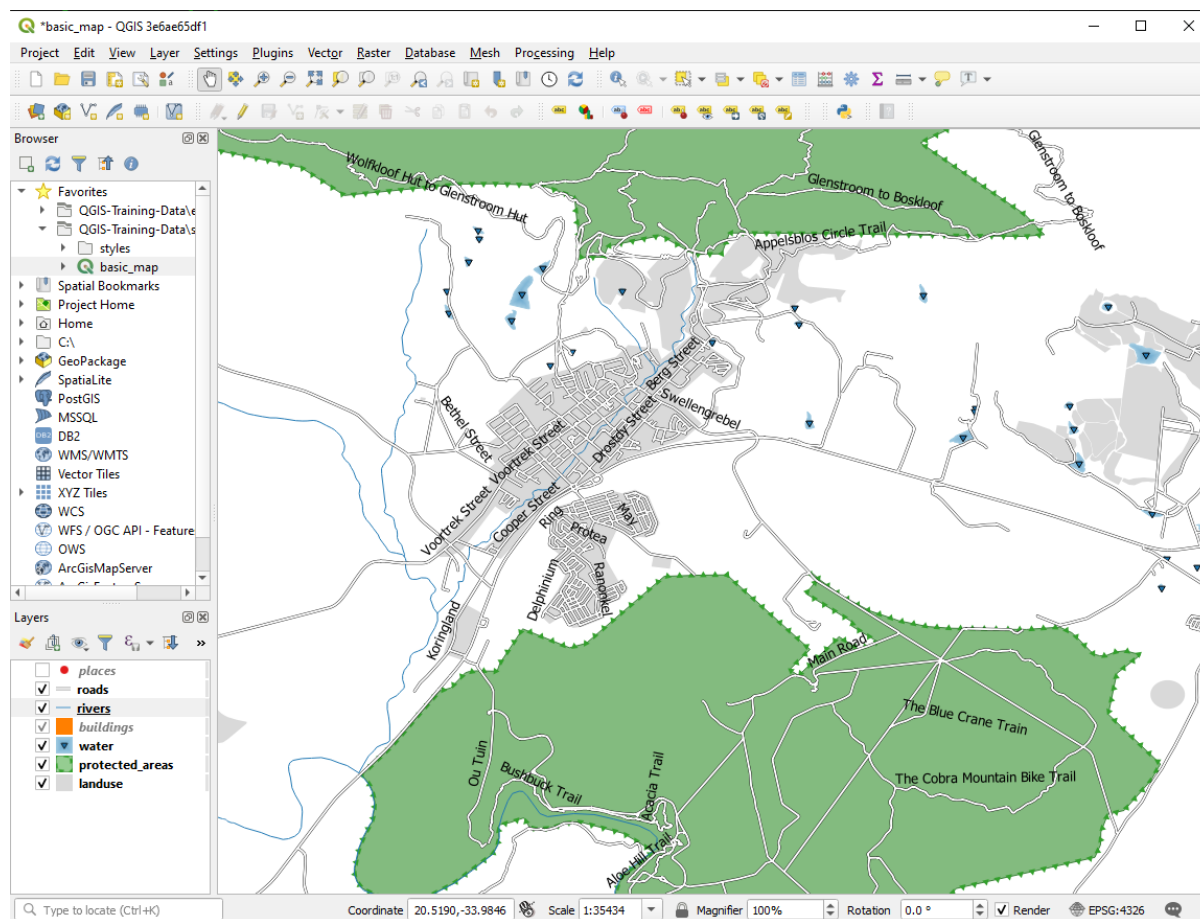 *basic_map - QGIS 3e6ae65df1
Project Edit View Layer Settings Plugins Vector Raster Database Mesh Processing Help
Browser
Favorites
QGIS-Training-Data\e
QGIS-Training-Data\s
styles
basic_map
Spatial Bookmarks
Project Home
Home
C:\
GeoPackage
SpatiaLite
PostGIS
MSSQL
DB2
WMS/WMTS
Vector Tiles
XYZ Tiles
WCS
WFS / OGC API - Feature
OWS
ArcGisMapServer
Layers
places
roads
rivers
buildings
water
protected_areas
landuse
Wolfkloof Hut to Glenstroom Hut
Glenstroom to Boskloof
Glenstroom to Boskloof
Appelsblos Circle Trail
Berg Street
Swellengrebel
Bethel Street
Voortrek Street
Drostdy Street
Voortrek Street
Cooper Street
Ring
May
Protea
Delphinium
Ranonkel
Koringland
Main Road
The Blue Crane Train
The Cobra Mountain Bike Trail
Ou Tuin
Bushbuck Trail
Acacia Trail
Aloe Hill Trail
Type to locate (Ctrl+K) Coordinate 20.5190,-33.9846 Scale 1:35434 Magnifier 100% Rotation 0.0 ° Render EPSG:4326